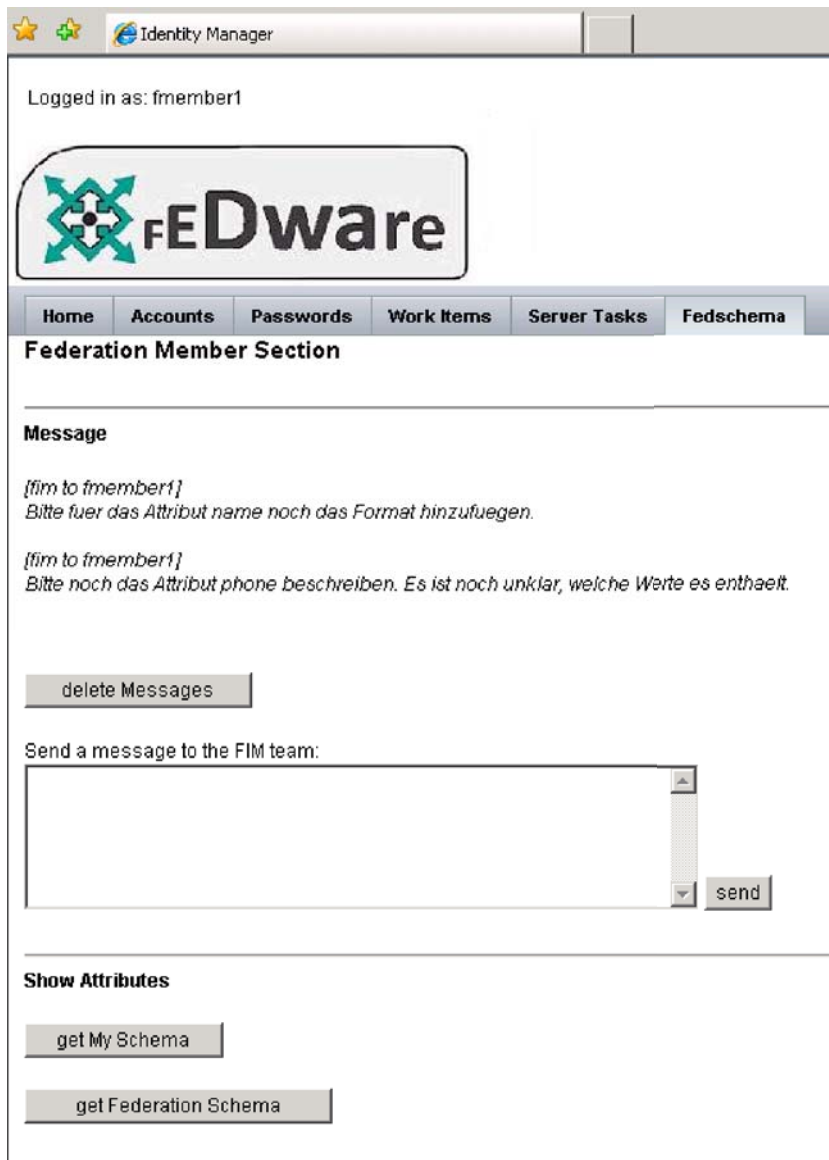 Identity Manager
Logged in as: fmember1
FEDware
Home Accounts Passwords Work Items Server Tasks Fedschema
Federation Member Section
Message
[fim to fmember1]
Bitte fuer das Attribut name noch das Format hinzufuegen.
[fim to fmember1]
Bitte noch das Attribut phone beschreiben. Es ist noch unklar, welche Werte es enthaelt.
delete Messages
Send a message to the FIM team:
send
Show Attributes
get My Schema
get Federation Schema